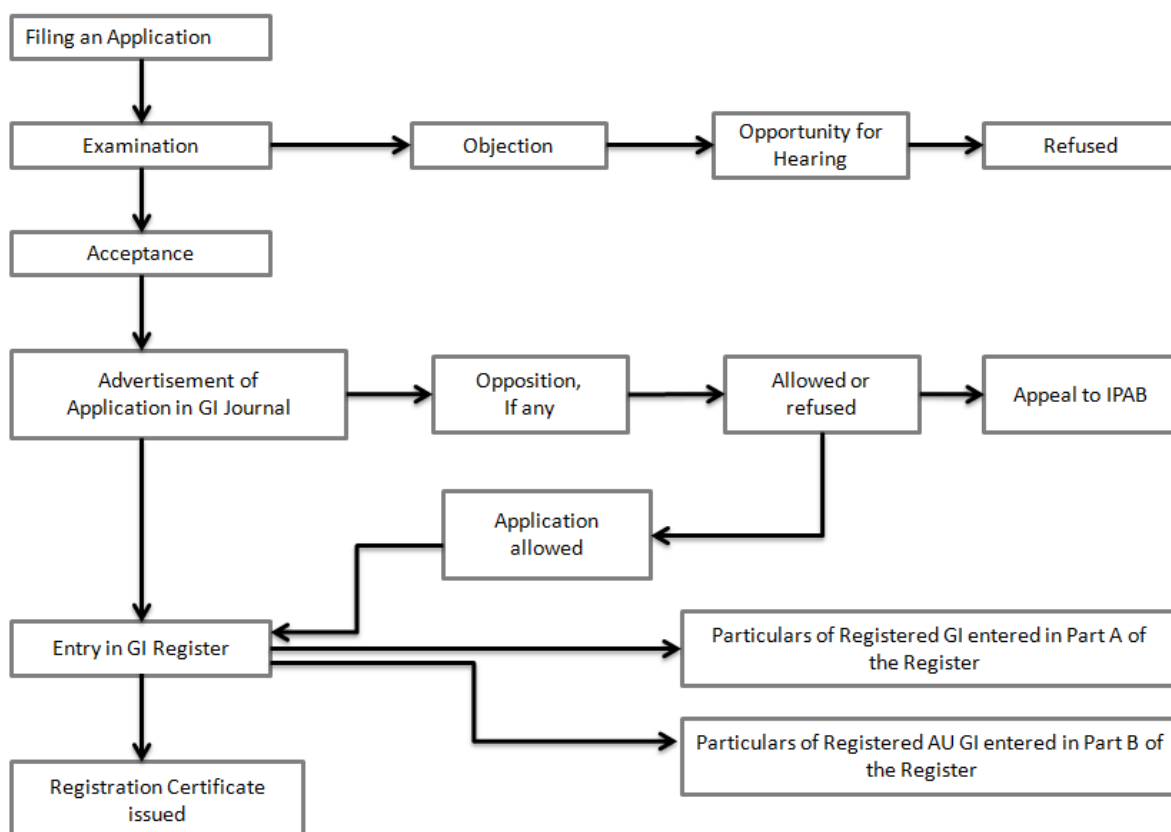 Filing an Application
Examination
Objection
Opportunity for
Hearing
Refused
Acceptance
Advertisement of
Application in GI Journal
Opposition,
If any
Allowed or
refused
Appeal to IPAB
Application
allowed
Entry in GI Register
Particulars of Registered GI entered in Part A of
the Register
Particulars of Registered AU GI entered in Part B of
the Register
Registration Certificate
issued